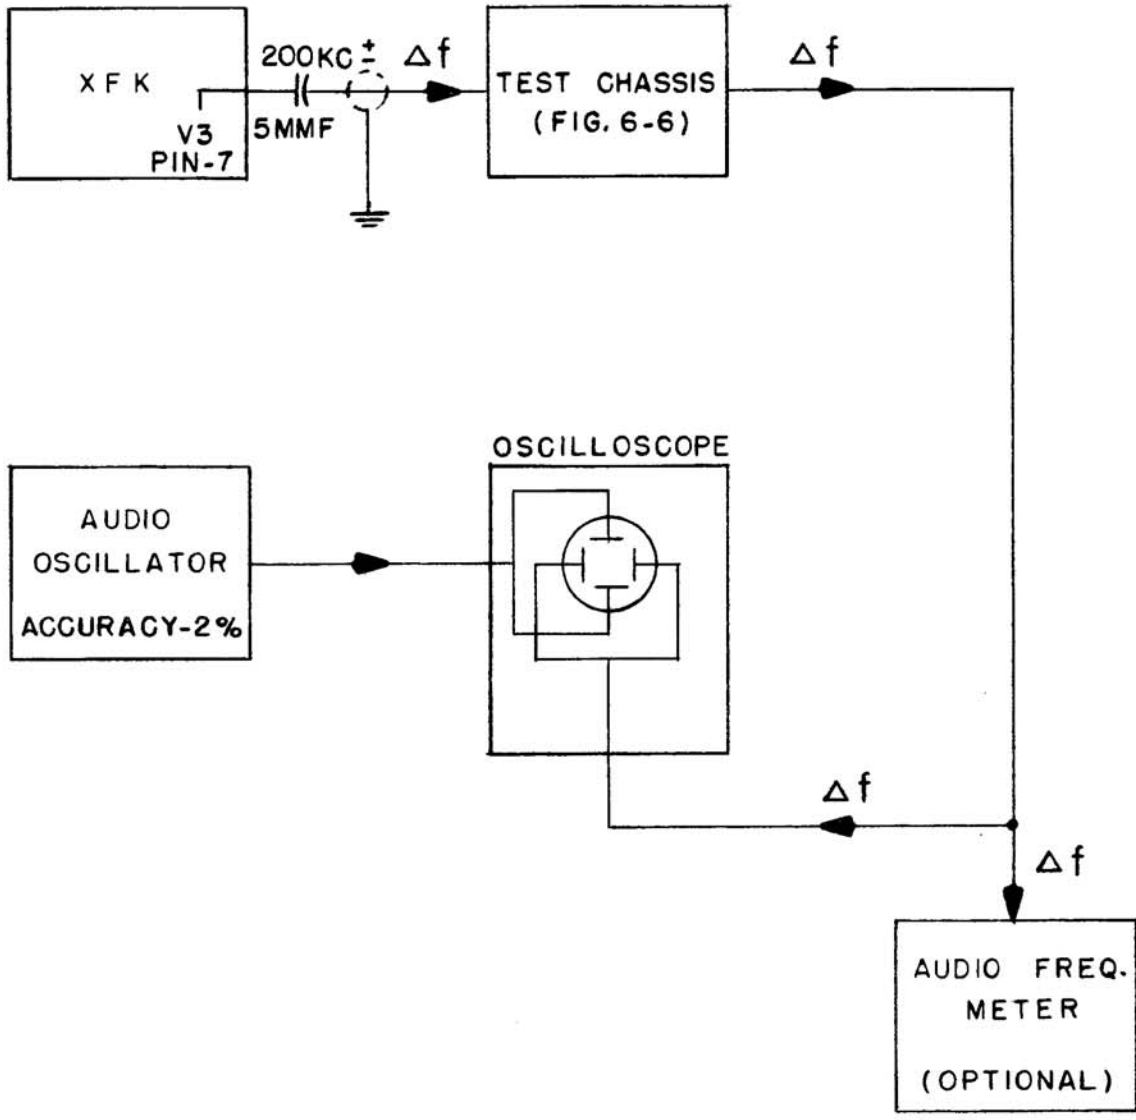 XFK
V3
PIN-7
200KC ± Δf
5MMF
TEST CHASSIS
(FIG. 6-6)
Δf
AUDIO
OSCILLATOR
ACCURACY-2%
OSCILLOSCOPE
Δf
Δf
AUDIO FREQ.
METER
(OPTIONAL)